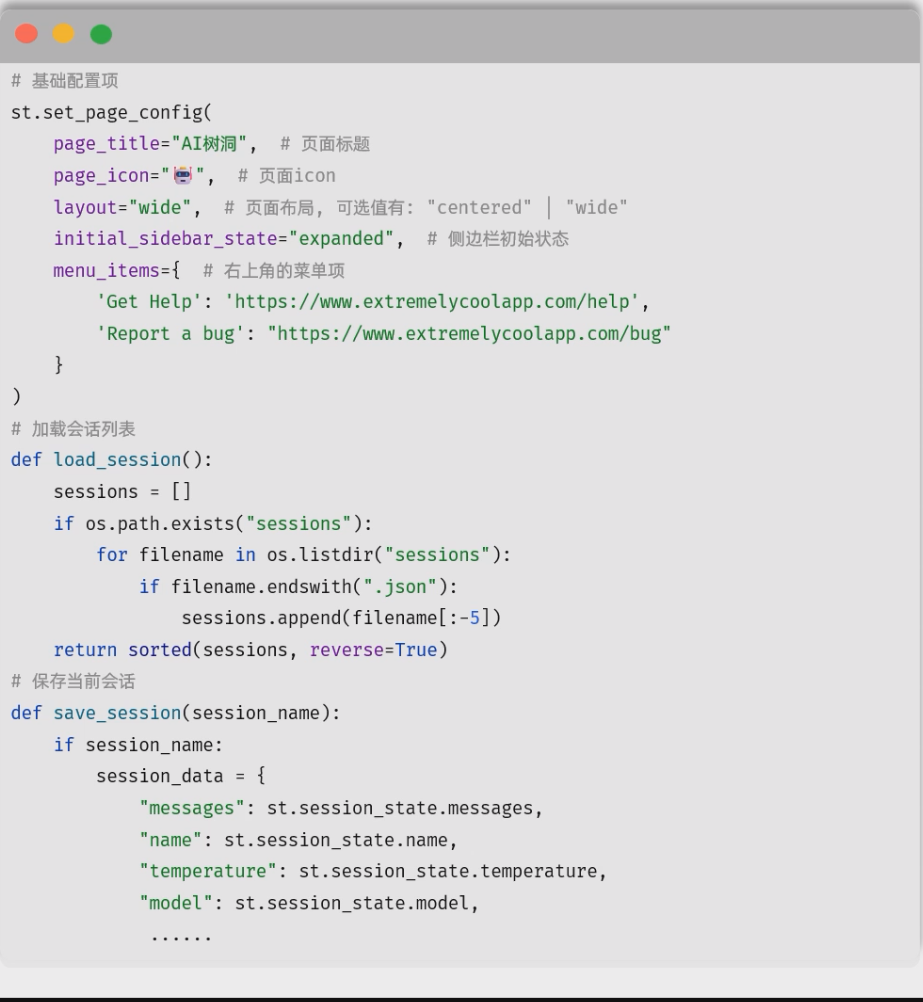 # 基础配置项
st.set_page_config(
    page_title="AI树洞",  # 页面标题
    page_icon="🤖",  # 页面icon
    layout="wide",  # 页面布局, 可选值有: "centered" | "wide"
    initial_sidebar_state="expanded",  # 侧边栏初始状态
    menu_items={  # 右上角的菜单项
        'Get Help': 'https://www.extremelycoolapp.com/help',
        'Report a bug': "https://www.extremelycoolapp.com/bug"
    }
)
# 加载会话列表
def load_session():
    sessions = []
    if os.path.exists("sessions"):
        for filename in os.listdir("sessions"):
            if filename.endswith(".json"):
                sessions.append(filename[:-5])
    return sorted(sessions, reverse=True)
# 保存当前会话
def save_session(session_name):
    if session_name:
        session_data = {
            "messages": st.session_state.messages,
            "name": st.session_state.name,
            "temperature": st.session_state.temperature,
            "model": st.session_state.model,
             ......